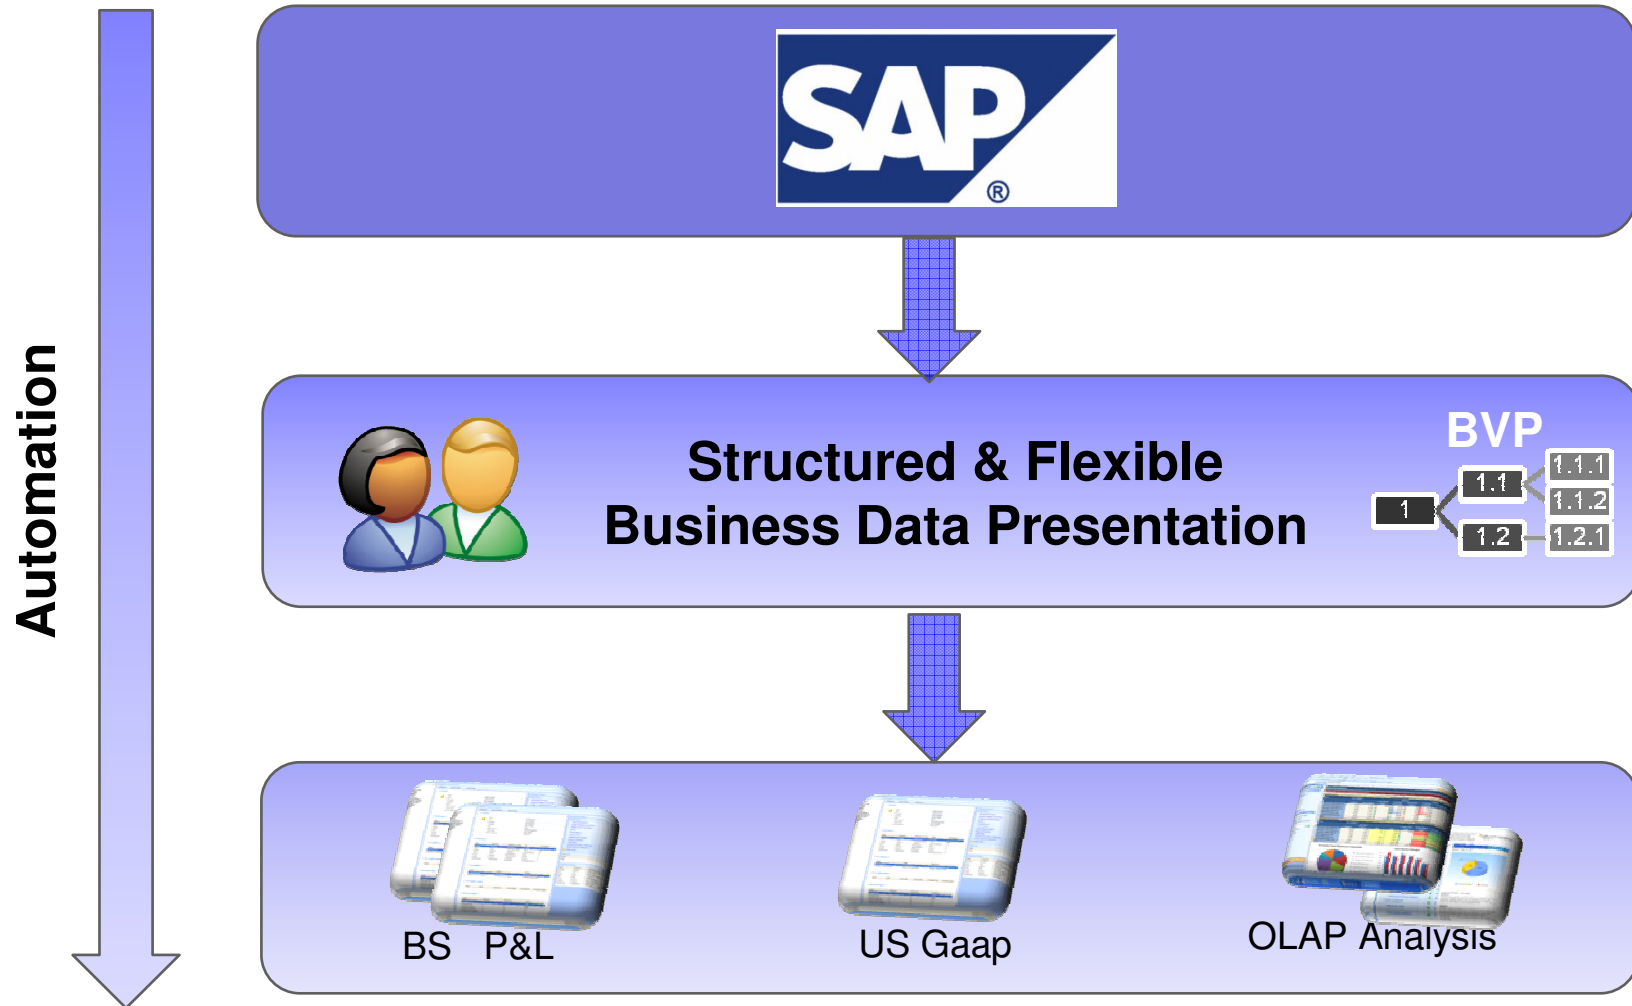 SAP
®
Automation
BVP
Structured & Flexible
Business Data Presentation
1
1.1
1.2
1.1.1
1.1.2
1.2.1
BS P&L
US Gaap
OLAP Analysis